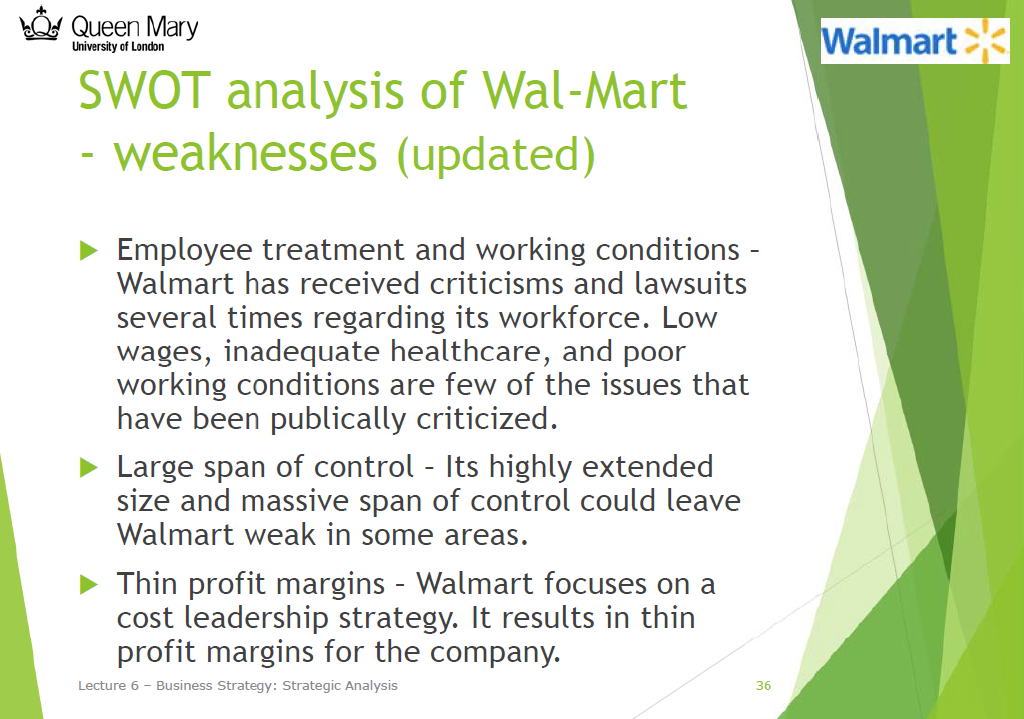 Queen Mary
University of London
Walmart
SWOT analysis of Wal-Mart
- weaknesses (updated)
Employee treatment and working conditions –
Walmart has received criticisms and lawsuits
several times regarding its workforce. Low
wages, inadequate healthcare, and poor
working conditions are few of the issues that
have been publically criticized.
Large span of control – Its highly extended
size and massive span of control could leave
Walmart weak in some areas.
Thin profit margins – Walmart focuses on a
cost leadership strategy. It results in thin
profit margins for the company.
Lecture 6 – Business Strategy: Strategic Analysis
36